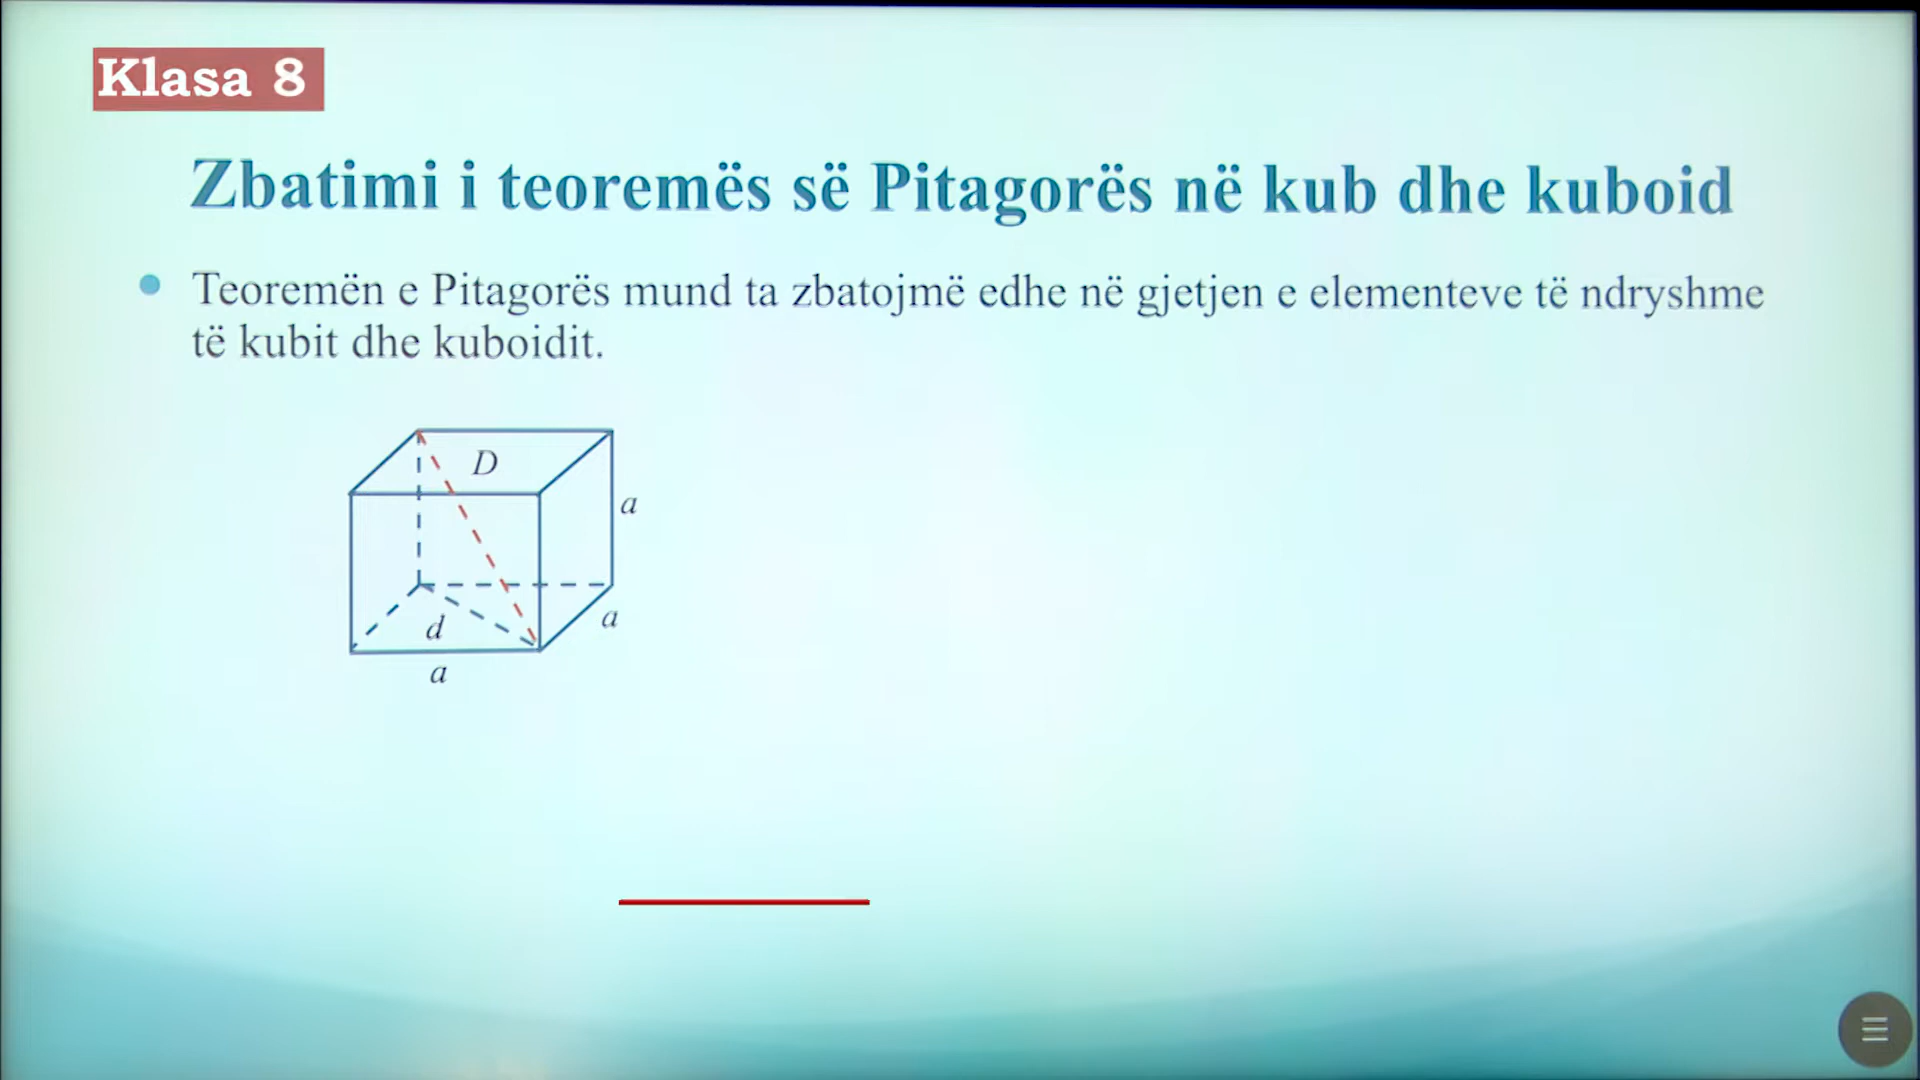 Klasa 8
Zbatimi i teoremës së Pitagorës në kub dhe kuboid
Teoremën e Pitagorës mund ta zbatojmë edhe në gjetjen e elementeve të ndryshme
të kubit dhe kuboidit.
D
a
a
d
a